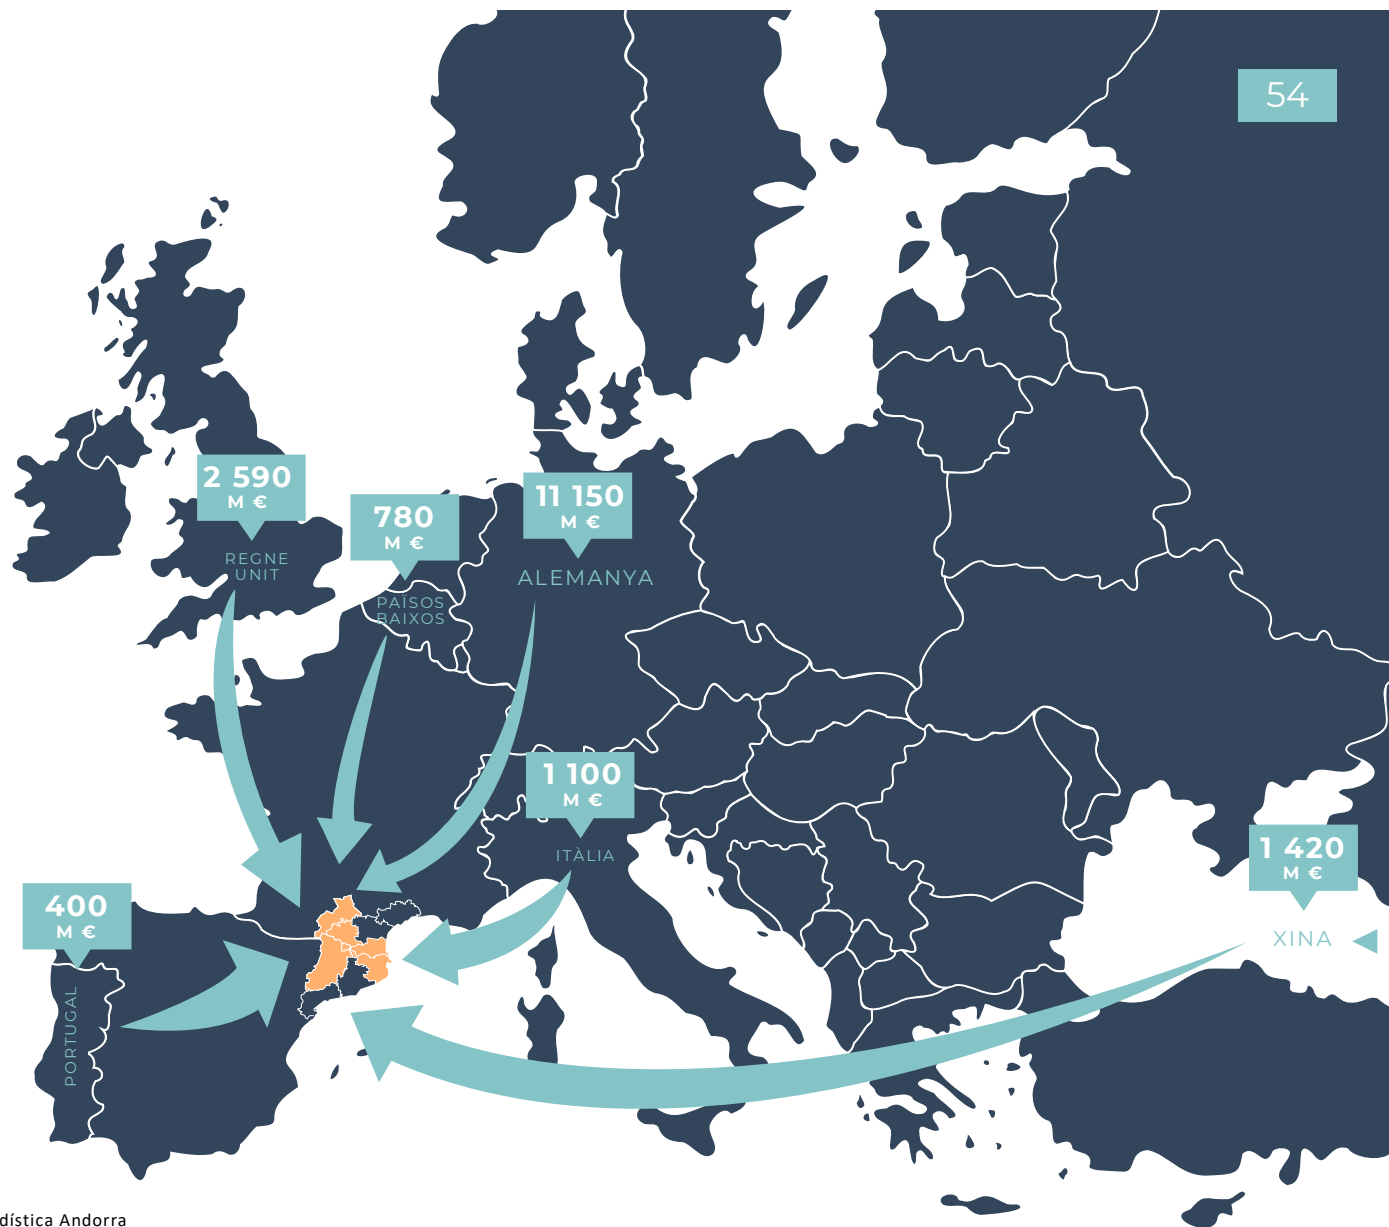 54
2 590
M €
REGNE
UNIT
780
M €
PAÏSOS
BAIXOS
11 150
M €
ALEMANYA
1 100
M €
ITÀLIA
1 420
M €
XINA
400
M €
PORTUGAL
dística Andorra